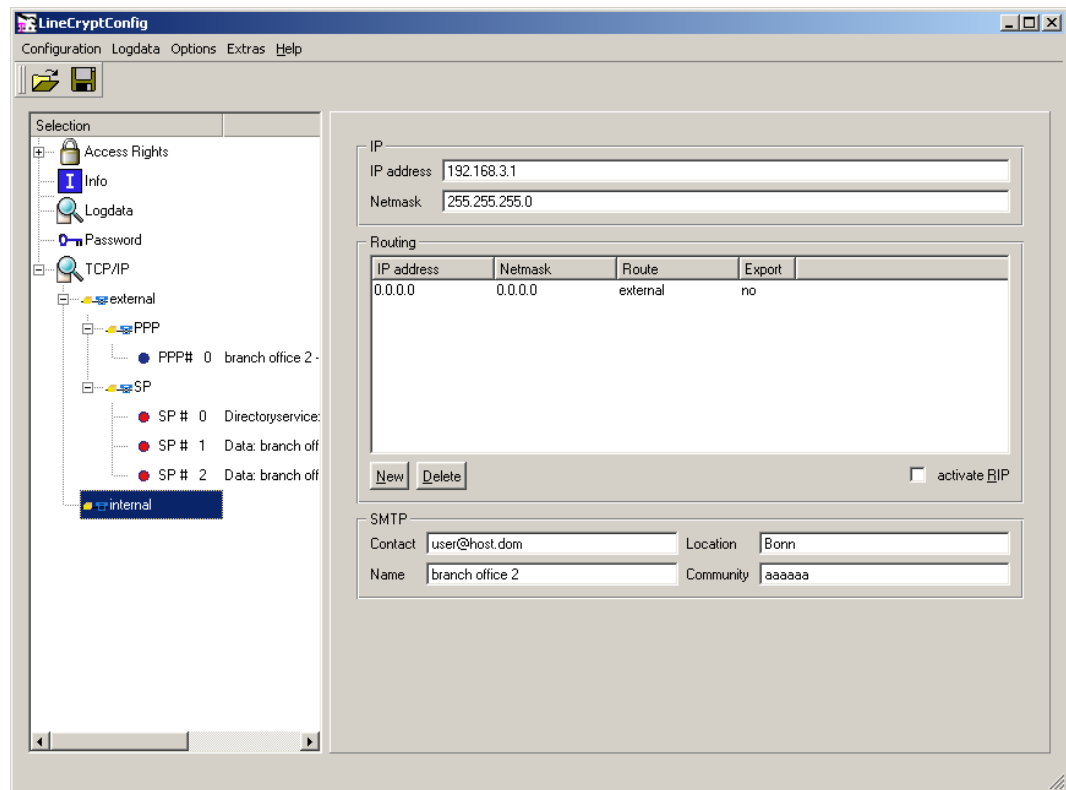 LineCryptConfig
Configuration Logdata Options Extras Help
Selection
Access Rights
I Info
Logdata
Password
TCP/IP
external
PPP
PPP# 0 branch office 2 -
SP
SP # 0 Directoryservice:
SP # 1 Data: branch off
SP # 2 Data: branch off
internal
IP
IP address 192.168.3.1
Netmask 255.255.255.0
Routing
IP address Netmask Route Export
0.0.0.0 0.0.0.0 external no
New Delete activate RIP
SMTP
Contact user@host.dom Location Bonn
Name branch office 2 Community aaaaaa